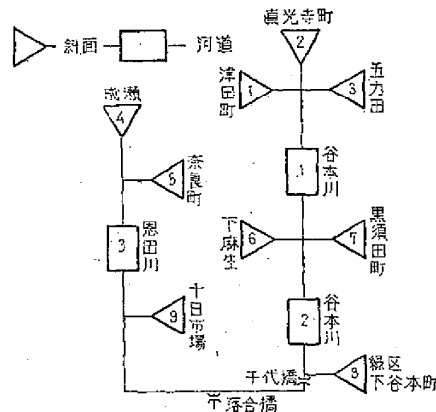 斜面
河道
眞光寺町
2
津田町
1
3
五力田
1
谷本川
4
奈良町
5
恩田川
3
下麻生
6
7
黒須田町
2
谷本川
十日市場
9
千代橋
8
緑区
下谷本町
落合橋